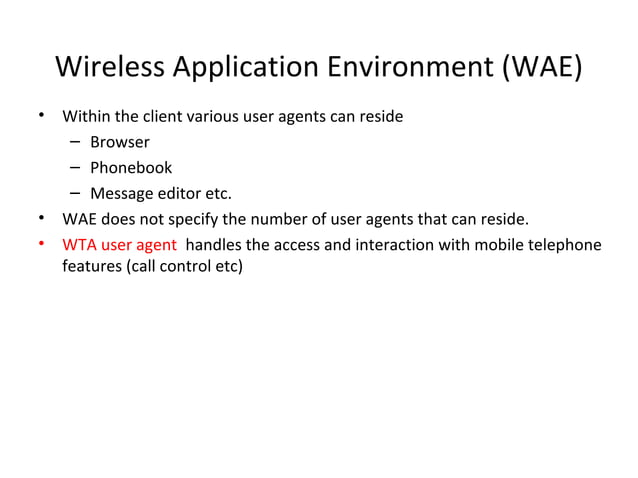 Wireless Application Environment (WAE)
• Within the client various user agents can reside
– Browser
– Phonebook
– Message editor etc.
• WAE does not specify the number of user agents that can reside.
• WTA user agent  handles the access and interaction with mobile telephone
features (call control etc)